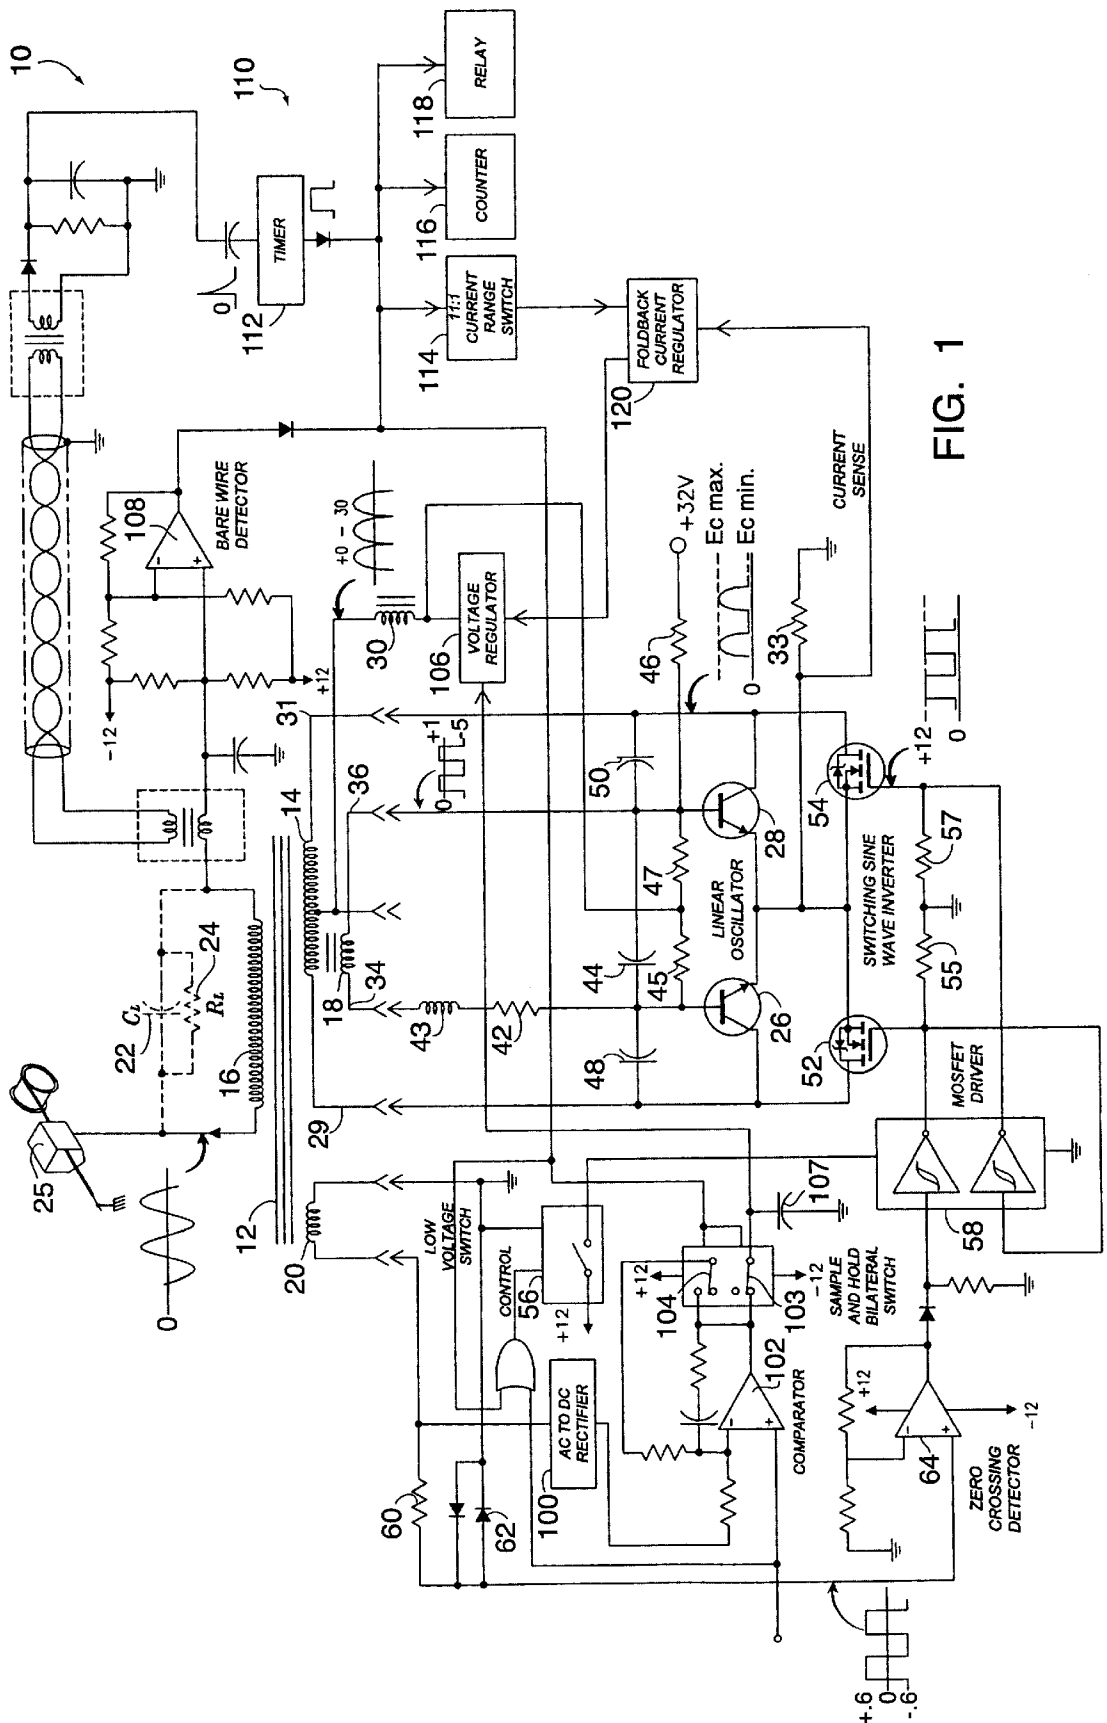 10
25
0
C_L
22
24
R_L
16
12
20
14
31
18
34
36
29
-12
108
BARE WIRE
DETECTOR
+12
0
TIMER
112
110
11:1
CURRENT
RANGE
SWITCH
114
COUNTER
116
RELAY
118
FOLDBACK
CURRENT
REGULATOR
120
+0 - 30
30
106
VOLTAGE
REGULATOR
+1
0
-5
43
42
44
45
47
46
+32V
48
50
LINEAR
OSCILLATOR
26
28
Ec max.
Ec min.
0
33
CURRENT
SENSE
52
54
SWITCHING SINE
WAVE INVERTER
55
57
+12
0
MOSFET
DRIVER
58
LOW
VOLTAGE
SWITCH
CONTROL
56
+12
60
62
100
AC TO DC
RECTIFIER
+12
104
103
-12
SAMPLE
AND HOLD
BILATERAL
SWITCH
107
-
+
102
COMPARATOR
+12
-12
-
+
64
ZERO
CROSSING
DETECTOR
+.6
0
-.6
FIG. 1